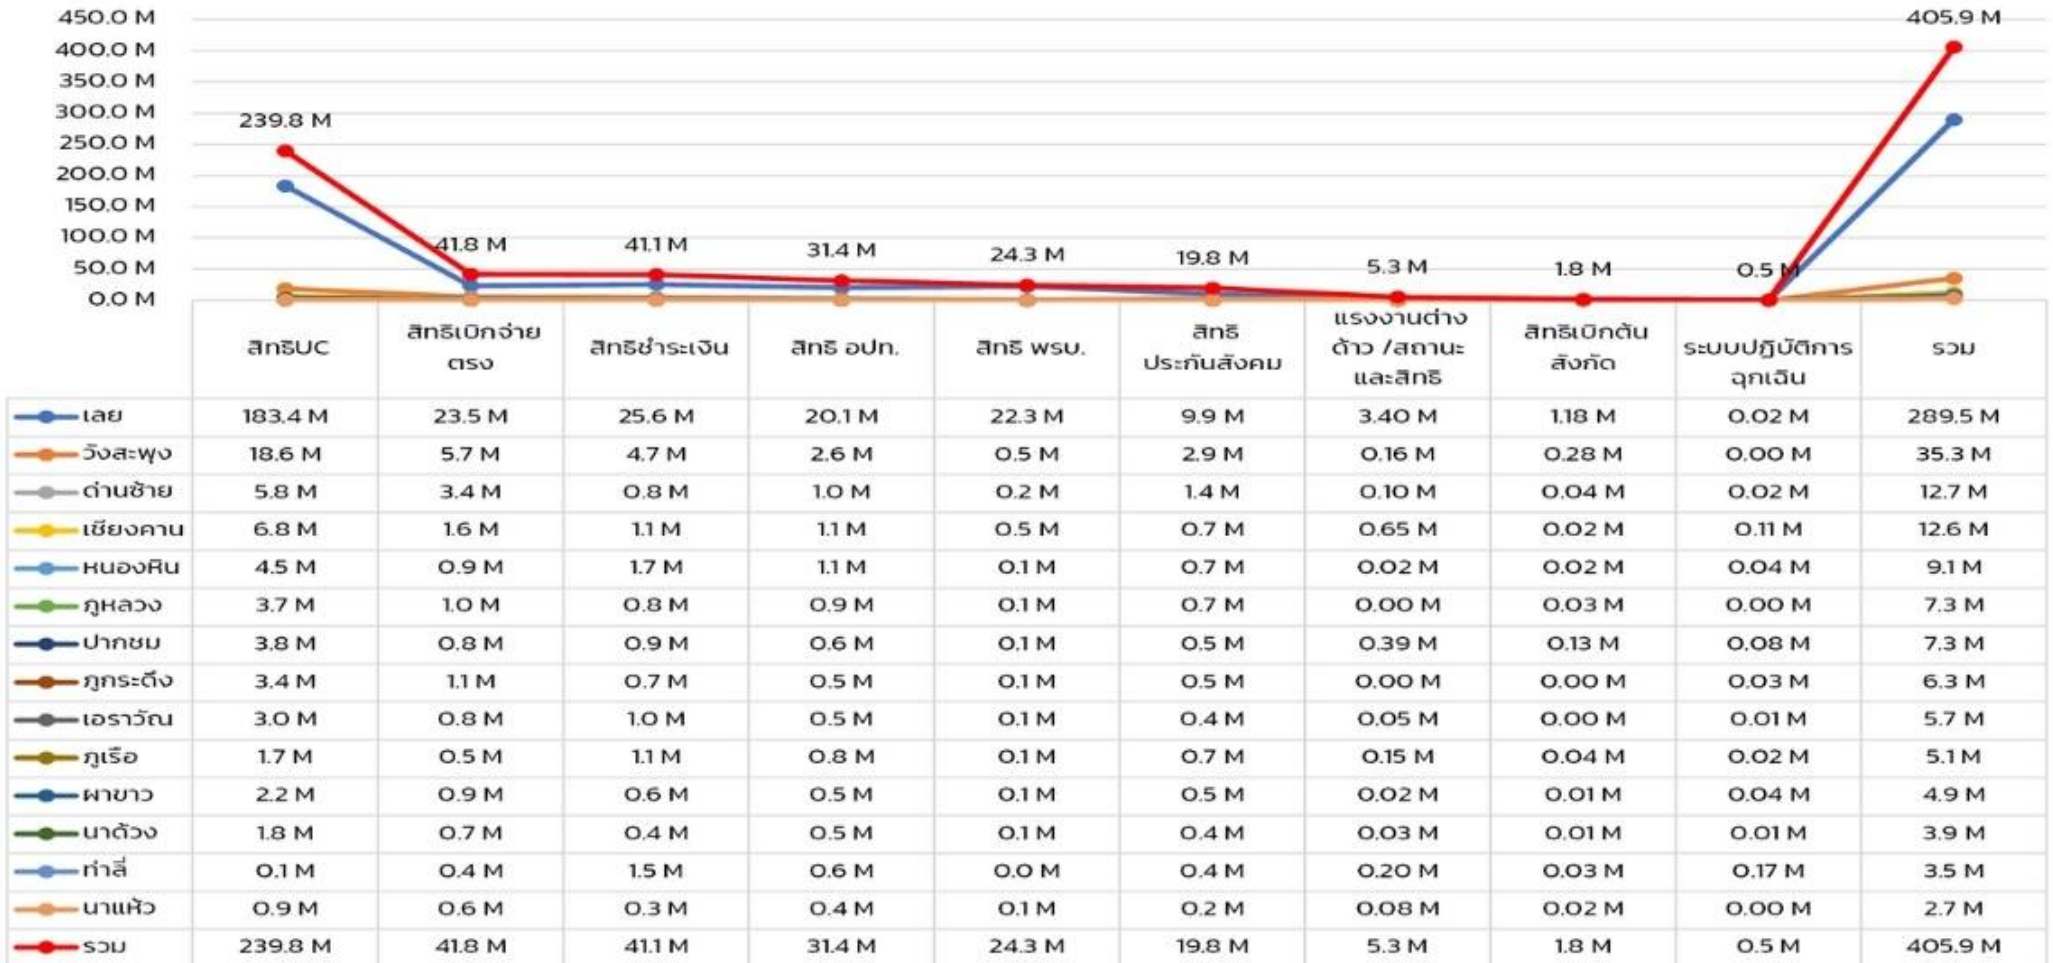 450.0 M
400.0 M
350.0 M
300.0 M
250.0 M
200.0 M
150.0 M
100.0 M
50.0 M
0.0 M
239.8 M
41.8 M
41.1 M
31.4 M
24.3 M
19.8 M
5.3 M
1.8 M
0.5 M
405.9 M
สิทธิUC
สิทธิเบิกจ่าย
ตรง
สิทธิชำระเงิน
สิทธิ อปท.
สิทธิ พรบ.
สิทธิ
ประกันสังคม
แรงงานต่าง
ด้าว /สถานะ
และสิทธิ
สิทธิเบิกต้น
สังกัด
ระบบปฏิบัติการ
ฉุกเฉิน
รวม
เลย 183.4 M 23.5 M 25.6 M 20.1 M 22.3 M 9.9 M 3.40 M 1.18 M 0.02 M 289.5 M
วังสะพุง 18.6 M 5.7 M 4.7 M 2.6 M 0.5 M 2.9 M 0.16 M 0.28 M 0.00 M 35.3 M
ด่านซ้าย 5.8 M 3.4 M 0.8 M 1.0 M 0.2 M 1.4 M 0.10 M 0.04 M 0.02 M 12.7 M
เชียงคาน 6.8 M 1.6 M 1.1 M 1.1 M 0.5 M 0.7 M 0.65 M 0.02 M 0.11 M 12.6 M
หนองหิน 4.5 M 0.9 M 1.7 M 1.1 M 0.1 M 0.7 M 0.02 M 0.02 M 0.04 M 9.1 M
ภูหลวง 3.7 M 1.0 M 0.8 M 0.9 M 0.1 M 0.7 M 0.00 M 0.03 M 0.00 M 7.3 M
ปากชม 3.8 M 0.8 M 0.9 M 0.6 M 0.1 M 0.5 M 0.39 M 0.13 M 0.08 M 7.3 M
ภูกระดึง 3.4 M 1.1 M 0.7 M 0.5 M 0.1 M 0.5 M 0.00 M 0.00 M 0.03 M 6.3 M
เอราวัณ 3.0 M 0.8 M 1.0 M 0.5 M 0.1 M 0.4 M 0.05 M 0.00 M 0.01 M 5.7 M
ภูเรือ 1.7 M 0.5 M 1.1 M 0.8 M 0.1 M 0.7 M 0.15 M 0.04 M 0.02 M 5.1 M
ผาขาว 2.2 M 0.9 M 0.6 M 0.5 M 0.1 M 0.5 M 0.02 M 0.01 M 0.04 M 4.9 M
นาด้วง 1.8 M 0.7 M 0.4 M 0.5 M 0.1 M 0.4 M 0.03 M 0.01 M 0.01 M 3.9 M
ท่าลี่ 0.1 M 0.4 M 1.5 M 0.6 M 0.0 M 0.4 M 0.20 M 0.03 M 0.17 M 3.5 M
นาแห้ว 0.9 M 0.6 M 0.3 M 0.4 M 0.1 M 0.2 M 0.08 M 0.02 M 0.00 M 2.7 M
รวม 239.8 M 41.8 M 41.1 M 31.4 M 24.3 M 19.8 M 5.3 M 1.8 M 0.5 M 405.9 M